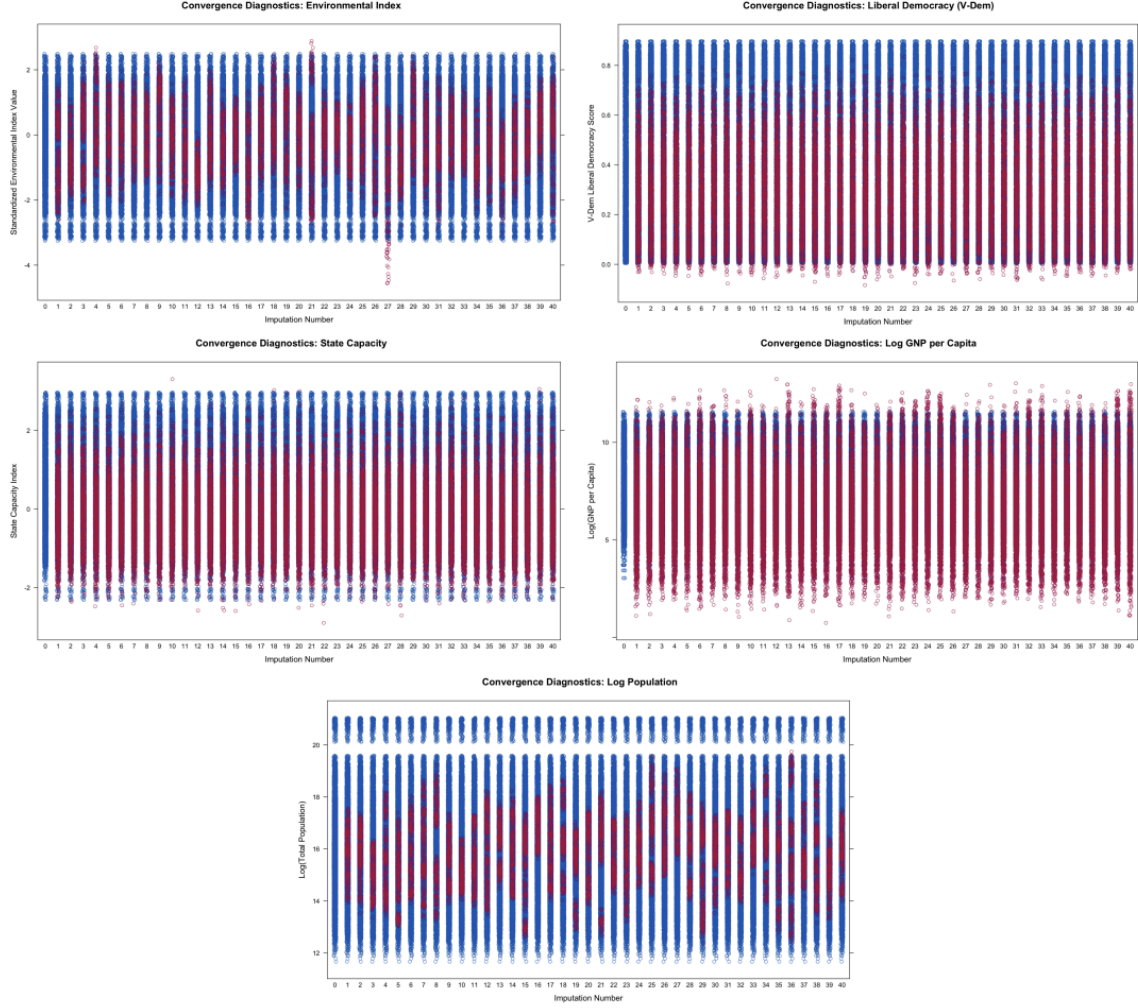 Convergence Diagnostics: Environmental Index
Standardized Environmental Index Value
2
0
-2
-4
0 1 2 3 4 5 6 7 8 9 10 11 12 13 14 15 16 17 18 19 20 21 22 23 24 25 26 27 28 29 30 31 32 33 34 35 36 37 38 39 40
Imputation Number
Convergence Diagnostics: Liberal Democracy (V-Dem)
V-Dem Liberal Democracy Score
0.8
0.6
0.4
0.2
0.0
0 1 2 3 4 5 6 7 8 9 10 11 12 13 14 15 16 17 18 19 20 21 22 23 24 25 26 27 28 29 30 31 32 33 34 35 36 37 38 39 40
Imputation Number
Convergence Diagnostics: State Capacity
State Capacity Index
2
0
-2
0 1 2 3 4 5 6 7 8 9 10 11 12 13 14 15 16 17 18 19 20 21 22 23 24 25 26 27 28 29 30 31 32 33 34 35 36 37 38 39 40
Imputation Number
Convergence Diagnostics: Log GNP per Capita
Log(GNP per Capita)
10
5
0 1 2 3 4 5 6 7 8 9 10 11 12 13 14 15 16 17 18 19 20 21 22 23 24 25 26 27 28 29 30 31 32 33 34 35 36 37 38 39 40
Imputation Number
Convergence Diagnostics: Log Population
Log(Total Population)
20
18
16
14
12
0 1 2 3 4 5 6 7 8 9 10 11 12 13 14 15 16 17 18 19 20 21 22 23 24 25 26 27 28 29 30 31 32 33 34 35 36 37 38 39 40
Imputation Number